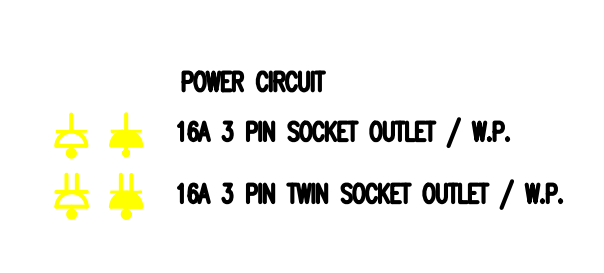 POWER CIRCUIT
16A 3 PIN SOCKET OUTLET / W.P.
16A 3 PIN TWIN SOCKET OUTLET / W.P.